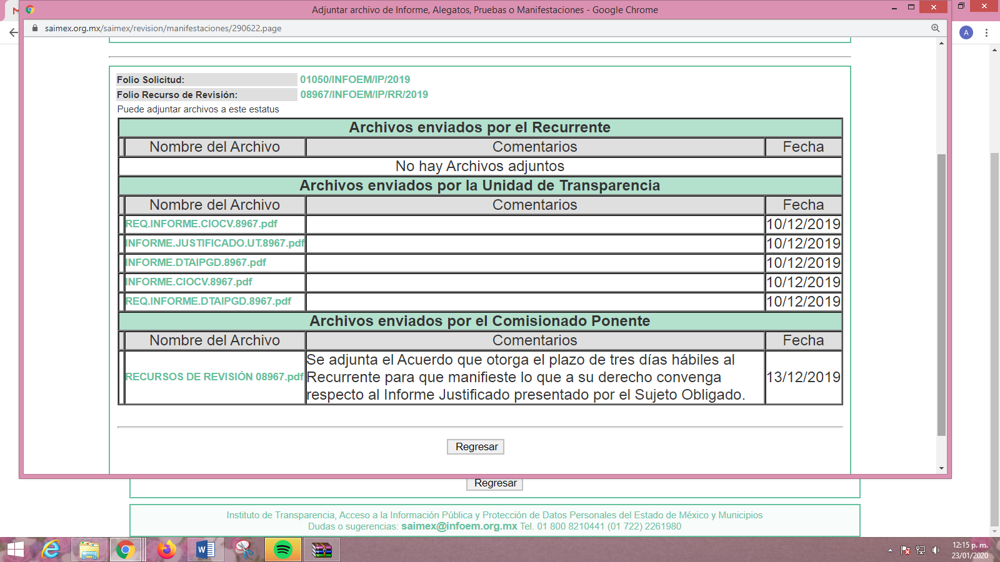 Adjuntar archivo de Informe, Alegatos, Pruebas o Manifestaciones - Google Chrome
saimex.org.mx/saimex/revision/manifestaciones/290622.page
A
Folio Solicitud: 01050/INFOEM/IP/2019
Folio Recurso de Revisión: 08967/INFOEM/IP/RR/2019
Puede adjuntar archivos a este estatus
Archivos enviados por el Recurrente
Nombre del Archivo Comentarios Fecha
No hay Archivos adjuntos
Archivos enviados por la Unidad de Transparencia
Nombre del Archivo Comentarios Fecha
REQ.INFORME.CIOCV.8967.pdf 10/12/2019
INFORME.JUSTIFICADO.UT.8967.pdf 10/12/2019
INFORME.DTAIPGD.8967.pdf 10/12/2019
INFORME.CIOCV.8967.pdf 10/12/2019
REQ.INFORME.DTAIPGD.8967.pdf 10/12/2019
Archivos enviados por el Comisionado Ponente
Nombre del Archivo Comentarios Fecha
Se adjunta el Acuerdo que otorga el plazo de tres días hábiles al
RECURSOS DE REVISIÓN 08967.pdf Recurrente para que manifieste lo que a su derecho convenga 13/12/2019
respecto al Informe Justificado presentado por el Sujeto Obligado.
Regresar
Regresar
Instituto de Transparencia, Acceso a la Información Pública y Protección de Datos Personales del Estado de México y Municipios
Dudas o sugerencias: saimex@infoem.org.mx Tel. 01 800 8210441 (01 722) 2261980
12:15 p. m.
23/01/2020